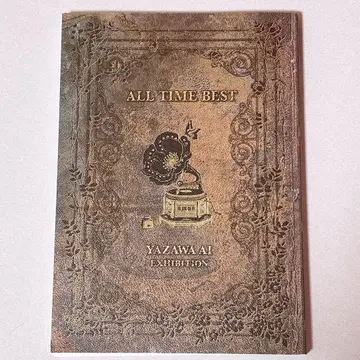 ALL TIME BEST
YAZAWA AI
EXHIBITION